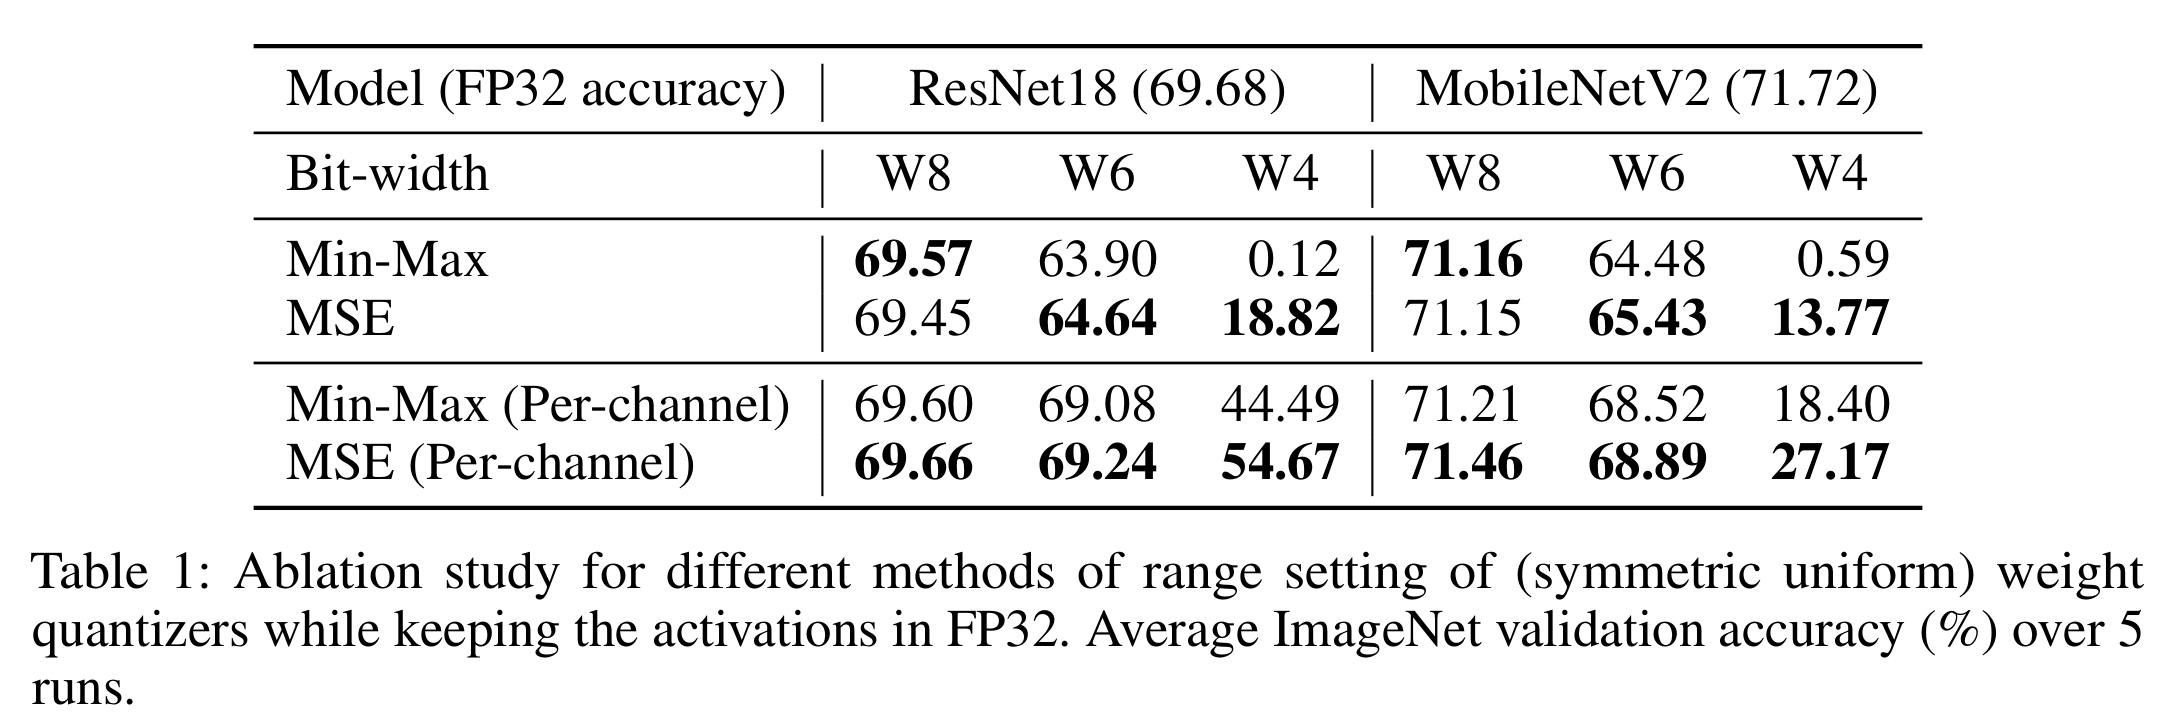 Model (FP32 accuracy) ResNet18 (69.68) MobileNetV2 (71.72)
Bit-width W8 W6 W4 W8 W6 W4
Min-Max 69.57 63.90 0.12 71.16 64.48 0.59
MSE 69.45 64.64 18.82 71.15 65.43 13.77
Min-Max (Per-channel) 69.60 69.08 44.49 71.21 68.52 18.40
MSE (Per-channel) 69.66 69.24 54.67 71.46 68.89 27.17
Table 1: Ablation study for different methods of range setting of (symmetric uniform) weight
quantizers while keeping the activations in FP32. Average ImageNet validation accuracy (%) over 5
runs.